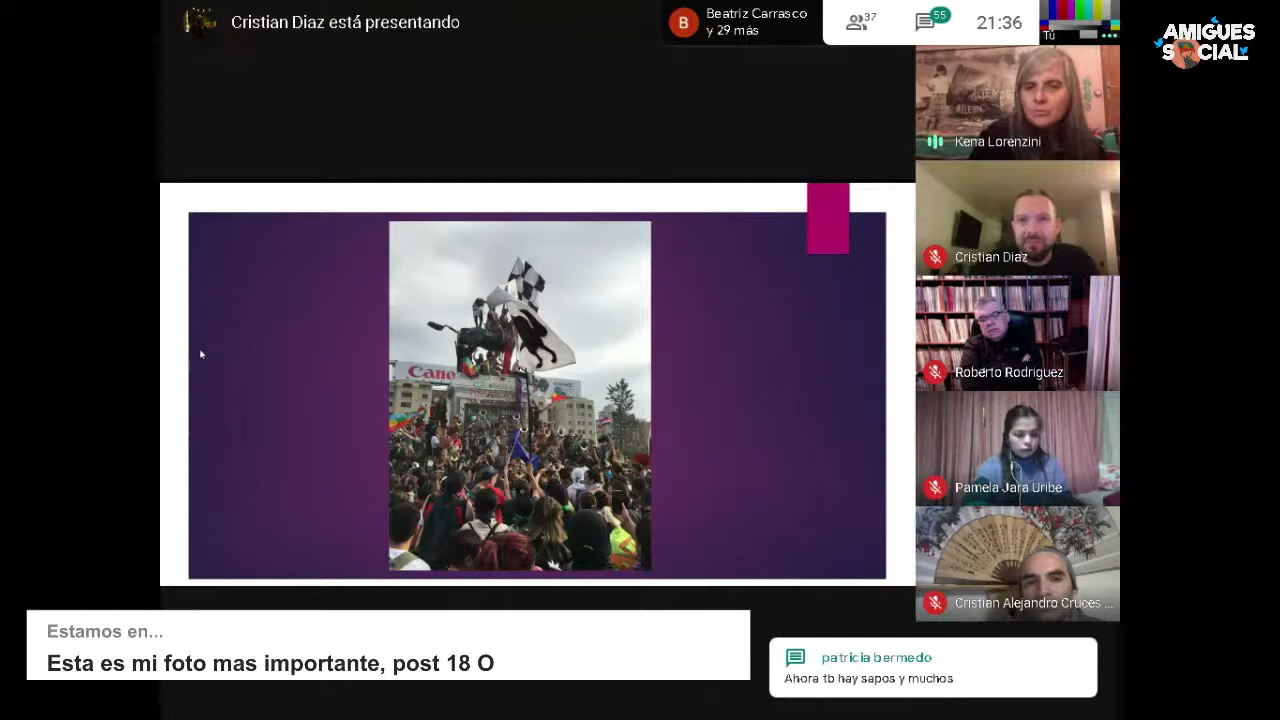 Cristian Diaz está presentando
B
Beatriz Carrasco
y 29 más
37
55
21:36
Tú
AMIGUES
SOCIAL
ALLENDE
ALLENDE
Kena Lorenzini
Cristian Diaz
Canon
Roberto Rodriguez
Pamela Jara Uribe
Cristian Alejandro Cruces ...
Estamos en...
Esta es mi foto mas importante, post 18 O
patricia bermedo
Ahora tb hay sapos y muchos